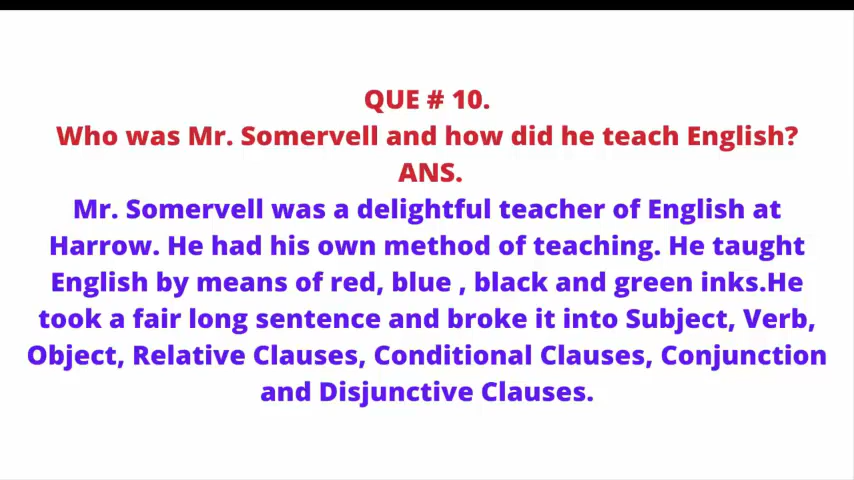 QUE # 10.
Who was Mr. Somervell and how did he teach English?
ANS.
Mr. Somervell was a delightful teacher of English at
Harrow. He had his own method of teaching. He taught
English by means of red, blue , black and green inks.He
took a fair long sentence and broke it into Subject, Verb,
Object, Relative Clauses, Conditional Clauses, Conjunction
and Disjunctive Clauses.